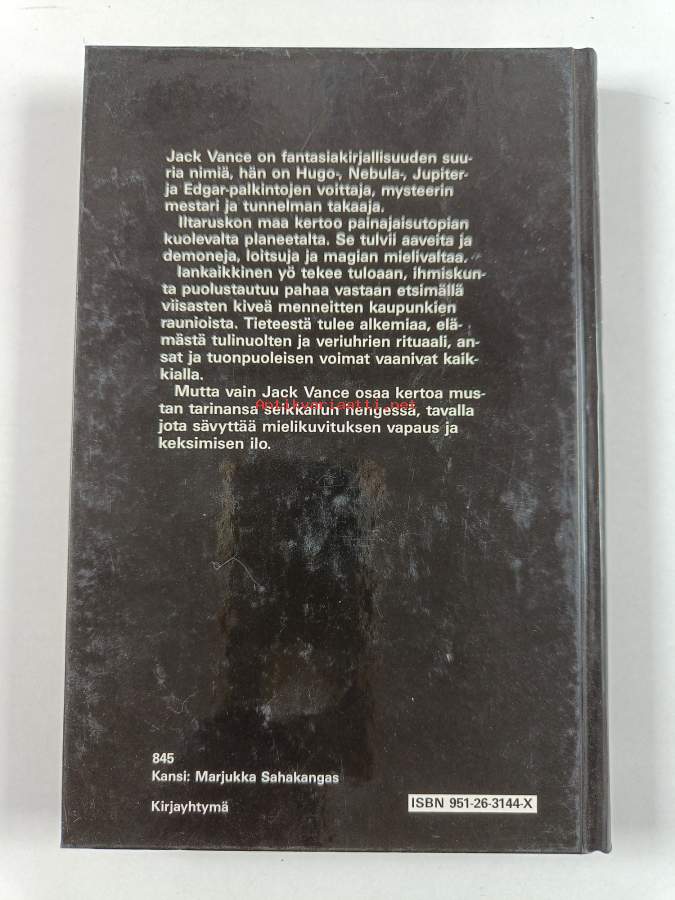 Jack Vance on fantasiakirjallisuuden suu-
ria nimiä, hän on Hugo-, Nebula-, Jupiter-
ja Edgar-palkintojen voittaja, mysteerin
mestari ja tunnelman takaaja.
Iltaruskon maa kertoo painajaisutopian
kuolevalta planeetalta. Se tulvii aaveita ja
demoneja, loitsuja ja magian mielivaltaa.
Iankaikkinen yö tekee tuloaan, ihmiskun-
ta puolustautuu pahaa vastaan etsimällä
viisasten kiveä menneitten kaupunkien
raunioista. Tieteestä tulee alkemiaa, elä-
mästä tulinuolten ja veriuhrien rituaali, an-
sat ja tuonpuoleisen voimat vaanivat kaik-
kialla.
Mutta vain Jack Vance osaa kertoa mus-
tan tarinansa seikkailun hengessä, tavalla
Antikvariaatti.net
jota sävyttää mielikuvituksen vapaus ja
keksimisen ilo.
845
Kansi: Marjukka Sahakangas
Kirjayhtymä
ISBN 951-26-3144-X